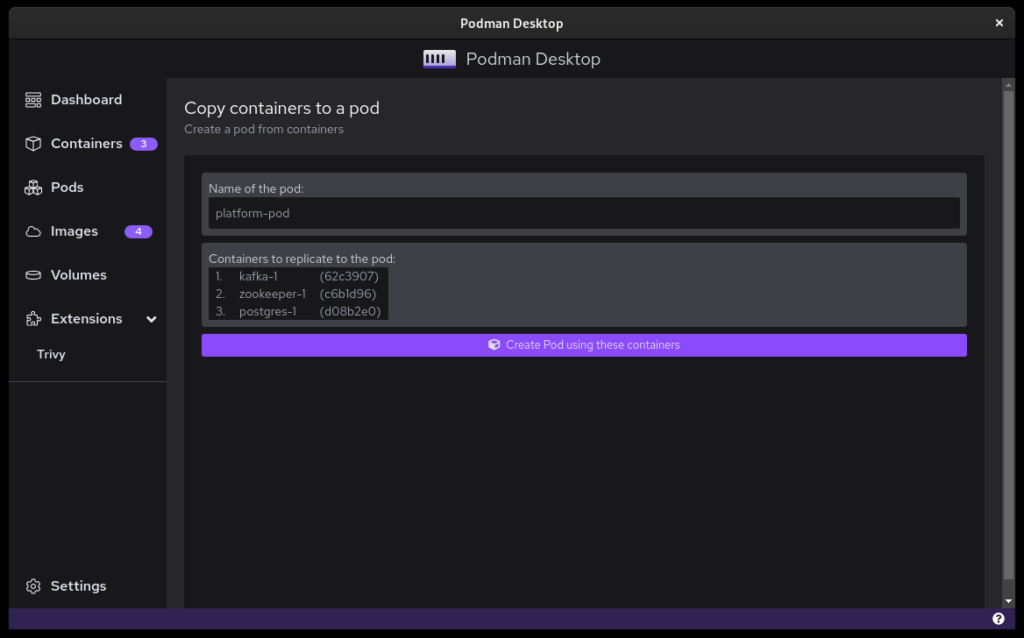 Podman Desktop
Podman Desktop
Dashboard
Containers 3
Pods
Images 4
Volumes
Extensions
Trivy
Settings
Copy containers to a pod
Create a pod from containers
Name of the pod:
platform-pod
Containers to replicate to the pod:
1. kafka-1 (62c3907)
2. zookeeper-1 (c6b1d96)
3. postgres-1 (d08b2e0)
Create Pod using these containers